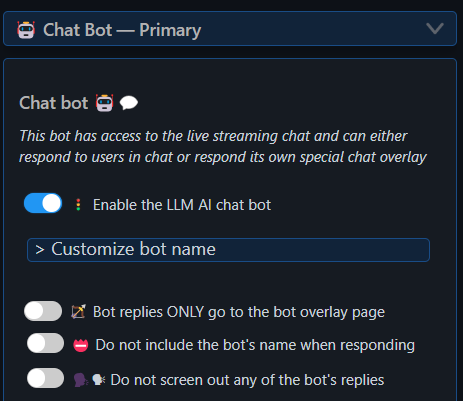 Chat Bot — Primary
Chat bot
This bot has access to the live streaming chat and can either
respond to users in chat or respond its own special chat overlay
Enable the LLM AI chat bot
> Customize bot name
Bot replies ONLY go to the bot overlay page
Do not include the bot's name when responding
Do not screen out any of the bot's replies